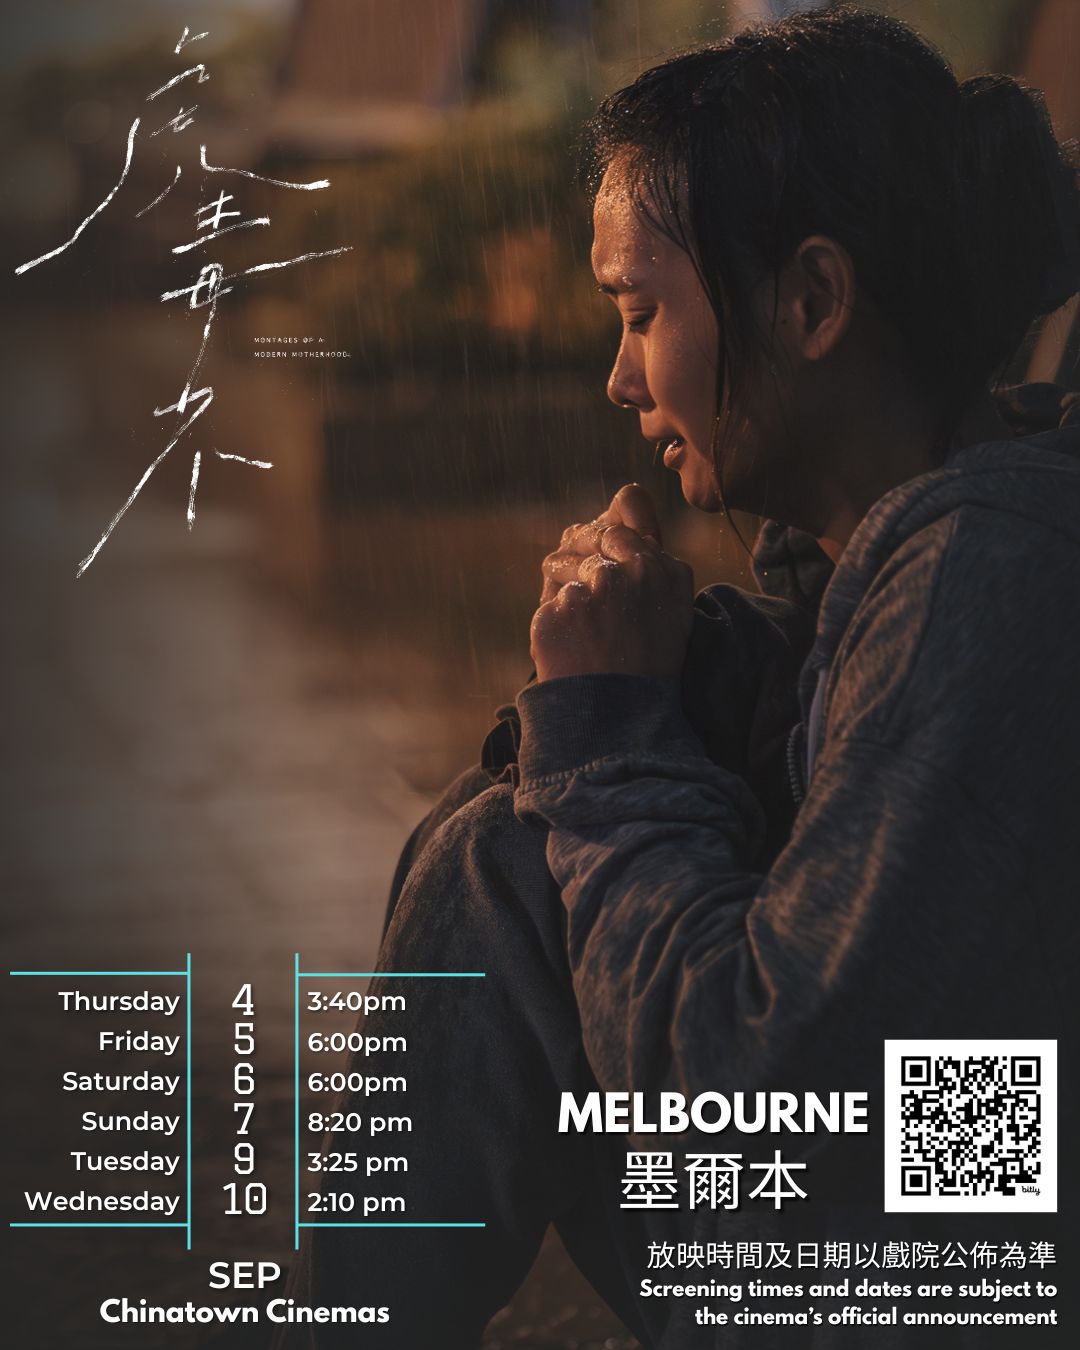 虎毒不
MONTAGES OF A
MODERN MOTHERHOOD
Thursday 4 3:40pm
Friday 5 6:00pm
Saturday 6 6:00pm
Sunday 7 8:20 pm
Tuesday 9 3:25 pm
Wednesday 10 2:10 pm
SEP
Chinatown Cinemas
MELBOURNE
墨爾本
bitly
放映時間及日期以戲院公佈為準
Screening times and dates are subject to
the cinema's official announcement